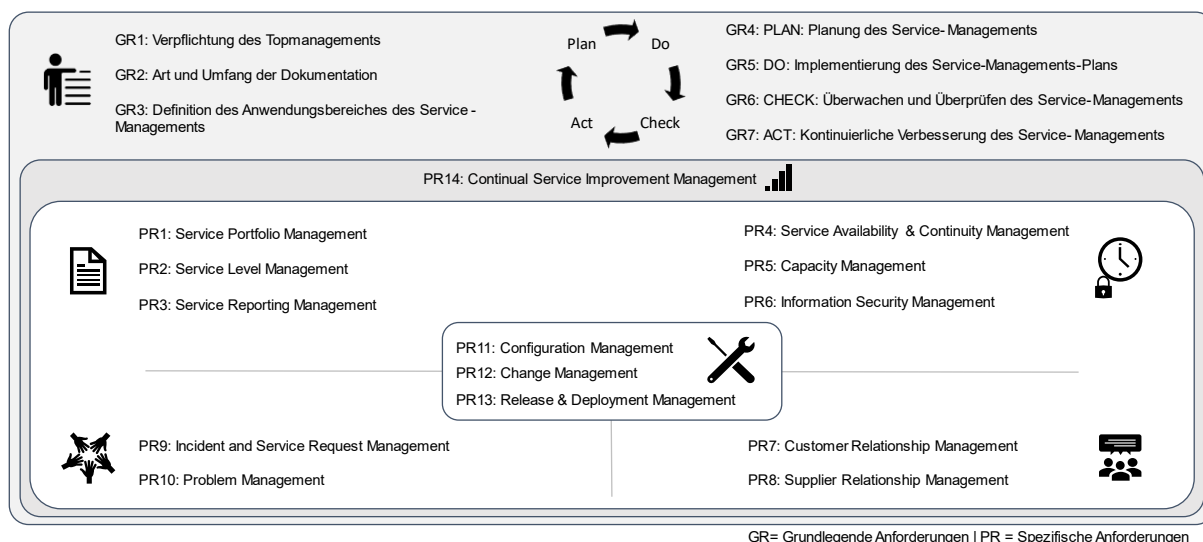 GR1: Verpflichtung des Topmanagements
GR2: Art und Umfang der Dokumentation
GR3: Definition des Anwendungsbereiches des Service-
Managements
Plan
Do
Act
Check
GR4: PLAN: Planung des Service-Managements
GR5: DO: Implementierung des Service-Managements-Plans
GR6: CHECK: Überwachen und Überprüfen des Service-Managements
GR7: ACT: Kontinuierliche Verbesserung des Service-Managements
PR14: Continual Service Improvement Management
PR1: Service Portfolio Management
PR2: Service Level Management
PR3: Service Reporting Management
PR4: Service Availability & Continuity Management
PR5: Capacity Management
PR6: Information Security Management
PR11: Configuration Management
PR12: Change Management
PR13: Release & Deployment Management
PR9: Incident and Service Request Management
PR10: Problem Management
PR7: Customer Relationship Management
PR8: Supplier Relationship Management
GR= Grundlegende Anforderungen | PR = Spezifische Anforderungen